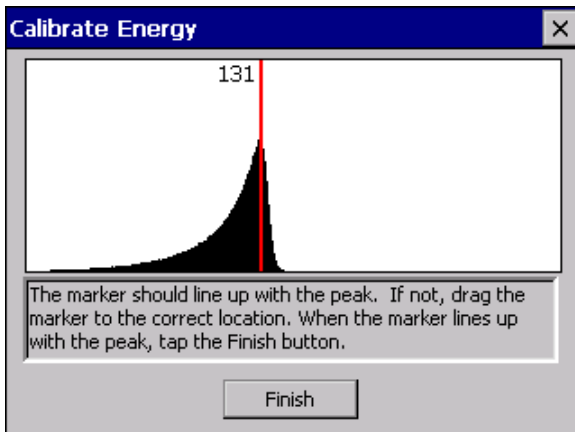 Calibrate Energy
131
The marker should line up with the peak.  If not, drag the
marker to the correct location. When the marker lines up
with the peak, tap the Finish button.
Finish